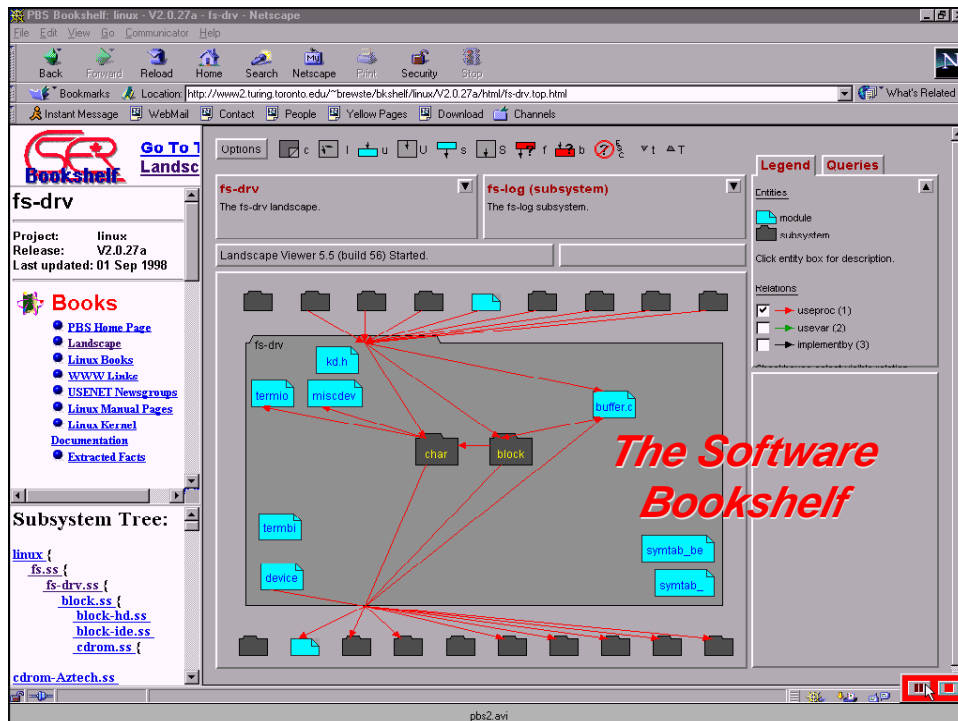 PBS Bookshelf: linux - V2.0.27a - fs-drv - Netscape
File Edit View Go Communicator Help
Back Forward Reload Home Search Netscape Print Security Stop
Bookmarks Location: http://www2.turing.toronto.edu/~brewste/bkshelf/linux/V2.0.27a/html/fs-drv.top.html What's Related
Instant Message WebMail Contact People Yellow Pages Download Channels
Bookshelf
Go To T
Landsc
fs-drv
Project: linux
Release: V2.0.27a
Last updated: 01 Sep 1998
Books
PBS Home Page
Landscape
Linux Books
WWW Links
USENET Newsgroups
Linux Manual Pages
Linux Kernel
Documentation
Extracted Facts
Subsystem Tree:
linux {
fs.ss {
fs-drv.ss {
block.ss {
block-hd.ss
block-ide.ss
cdrom.ss {
cdrom-Aztech.ss
Options c l u U s S f b t T
fs-drv
The fs-drv landscape.
fs-log (subsystem)
The fs-log subsystem.
Landscape Viewer 5.5 (build 56) Started.
fs-drv
kd.h
termio
miscdev
buffer.c
char
block
termbi
device
symtab_be
symtab_
Legend Queries
Entities
module
subsystem
Click entity box for description.
Relations
useproc (1)
usevar (2)
implementby (3)
The Software
Bookshelf
pbs2.avi